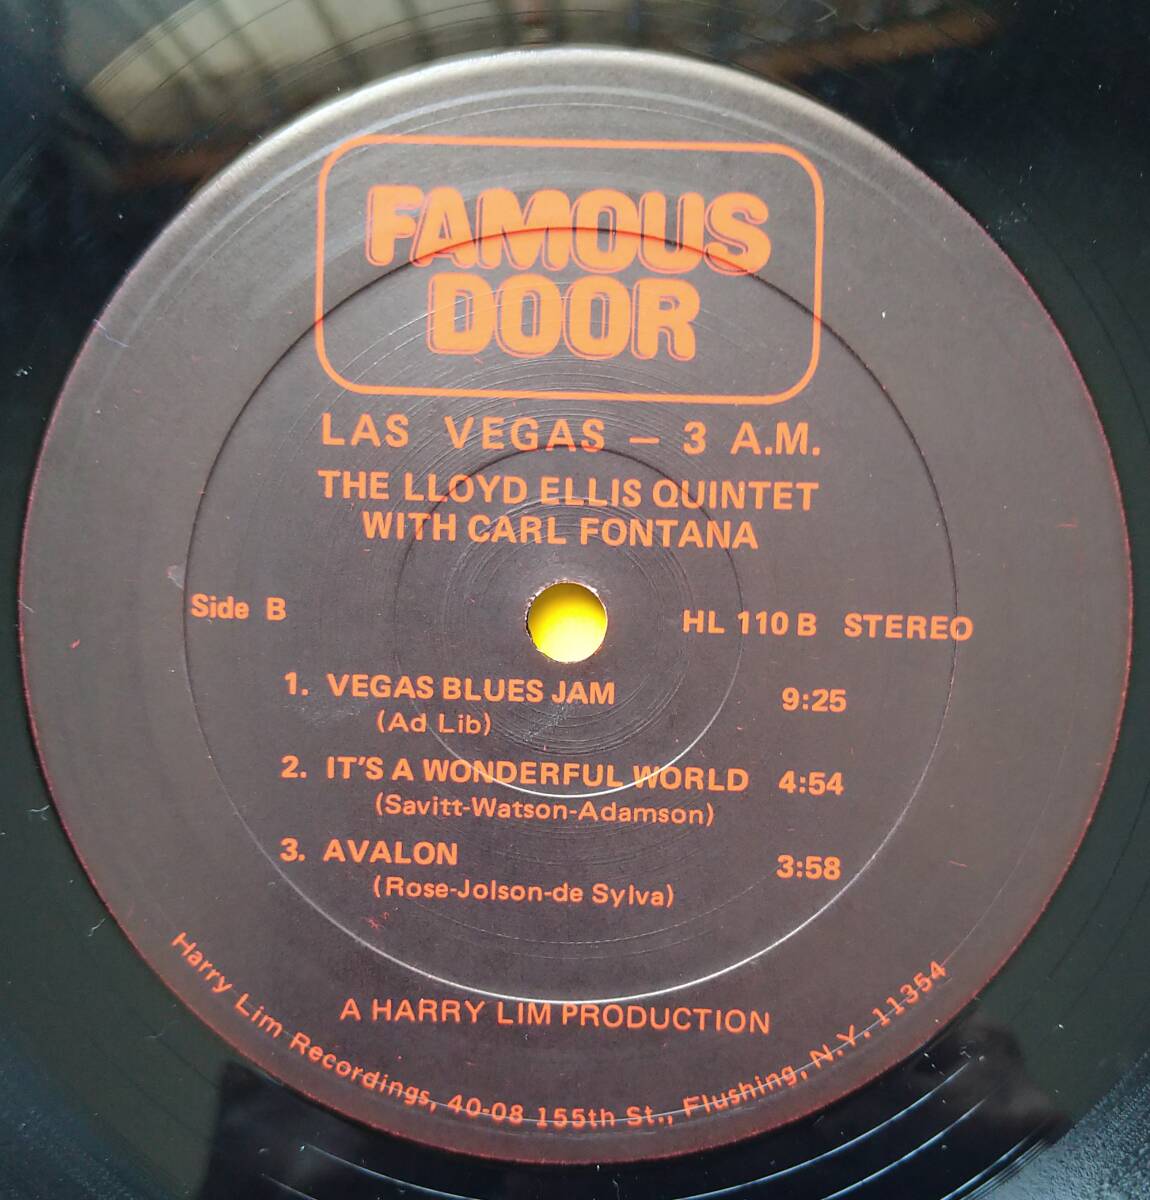 FAMOUS
DOOR
LAS VEGAS – 3 A.M.
THE LLOYD ELLIS QUINTET
WITH CARL FONTANA
Side B
HL 110 B STEREO
1. VEGAS BLUES JAM 9:25
(Ad Lib)
2. IT'S A WONDERFUL WORLD 4:54
(Savitt-Watson-Adamson)
3. AVALON 3:58
(Rose-Jolson-de Sylva)
A HARRY LIM PRODUCTION
Harry Lim Recordings, 40-08 155th St., Flushing, N.Y. 11354